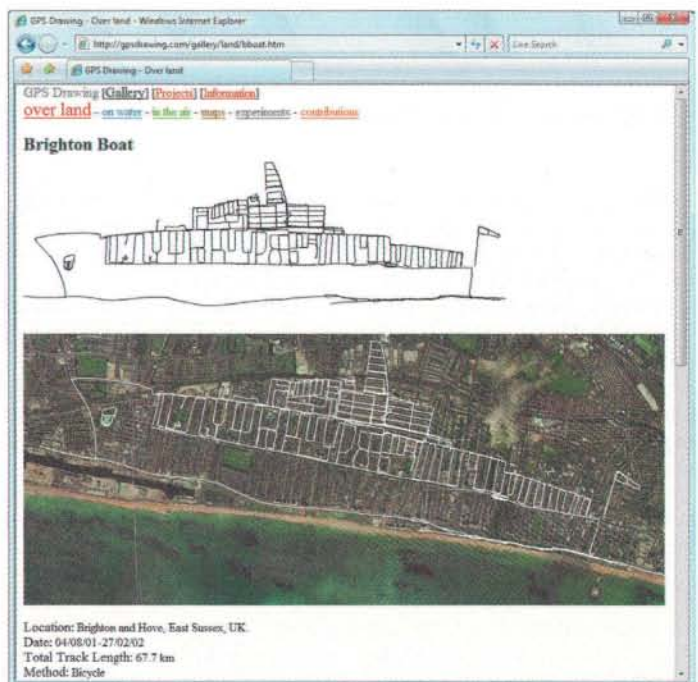 GPS Drawing - Over land - Windows Internet Explorer
http://gpsdrawing.com/gallery/land/bboat.htm
Live Search
GPS Drawing - Over land
GPS Drawing [Gallery] [Projects] [Information]
over land - on water - in the air - maps - experiments - contributions
Brighton Boat
Location: Brighton and Hove, East Sussex, UK.
Date: 04/08/01-27/02/02
Total Track Length: 67.7 km
Method: Bicycle